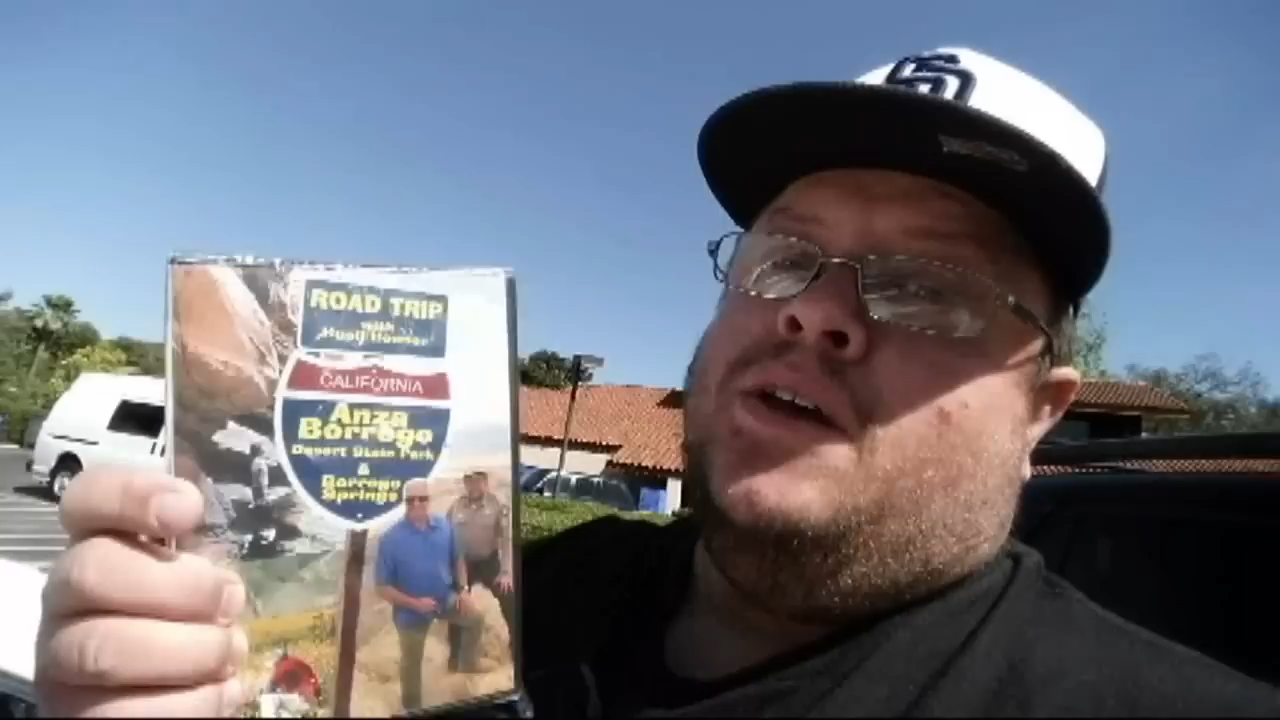 SD
ROAD TRIP
with
Huell Howser
CALIFORNIA
Anza
Borrego
Desert State Park
&
Borrego
Springs